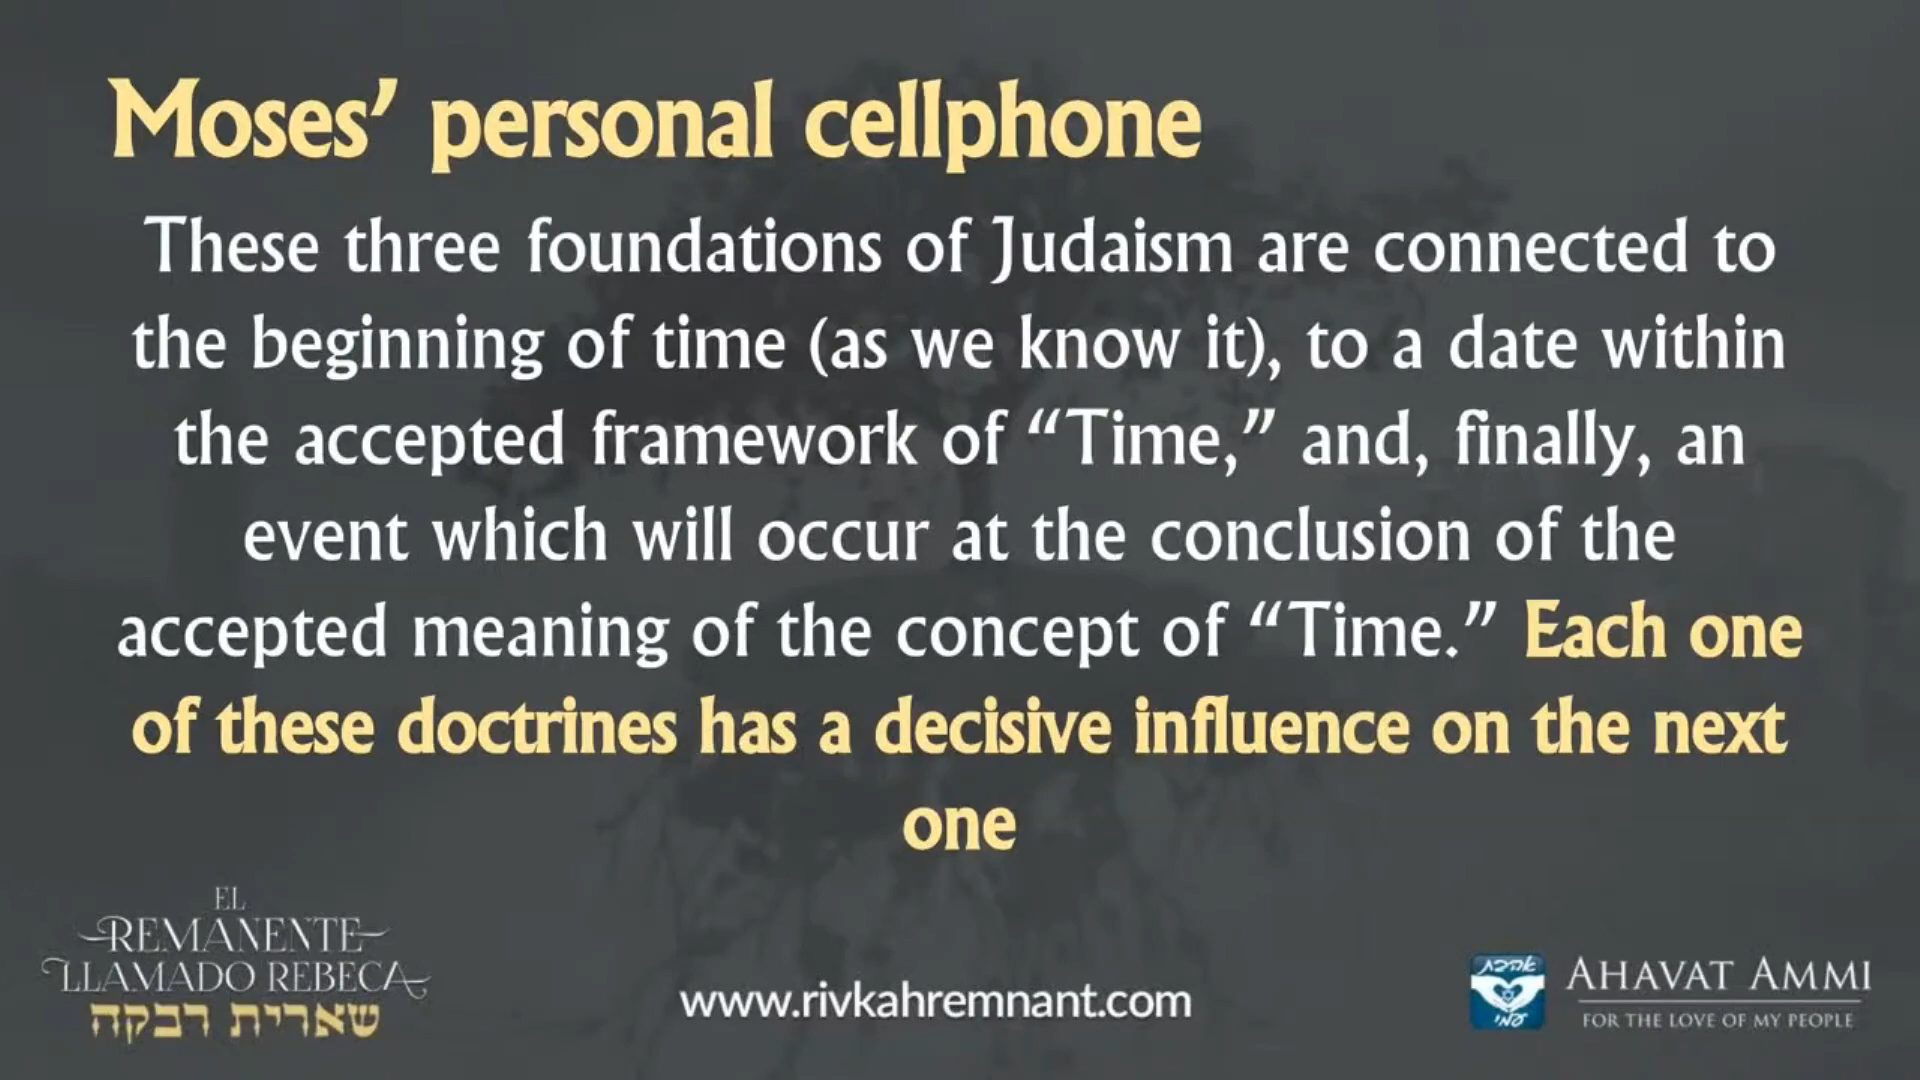 Moses’ personal cellphone
These three foundations of Judaism are connected to
the beginning of time (as we know it), to a date within
the accepted framework of “Time,” and, finally, an
event which will occur at the conclusion of the
accepted meaning of the concept of “Time.” Each one
of these doctrines has a decisive influence on the next
one
EL
REMANENTE
LLAMADO REBECA
שארית רבקה
www.rivkahremnant.com
אהבת
עמי
AHAVAT AMMI
FOR THE LOVE OF MY PEOPLE